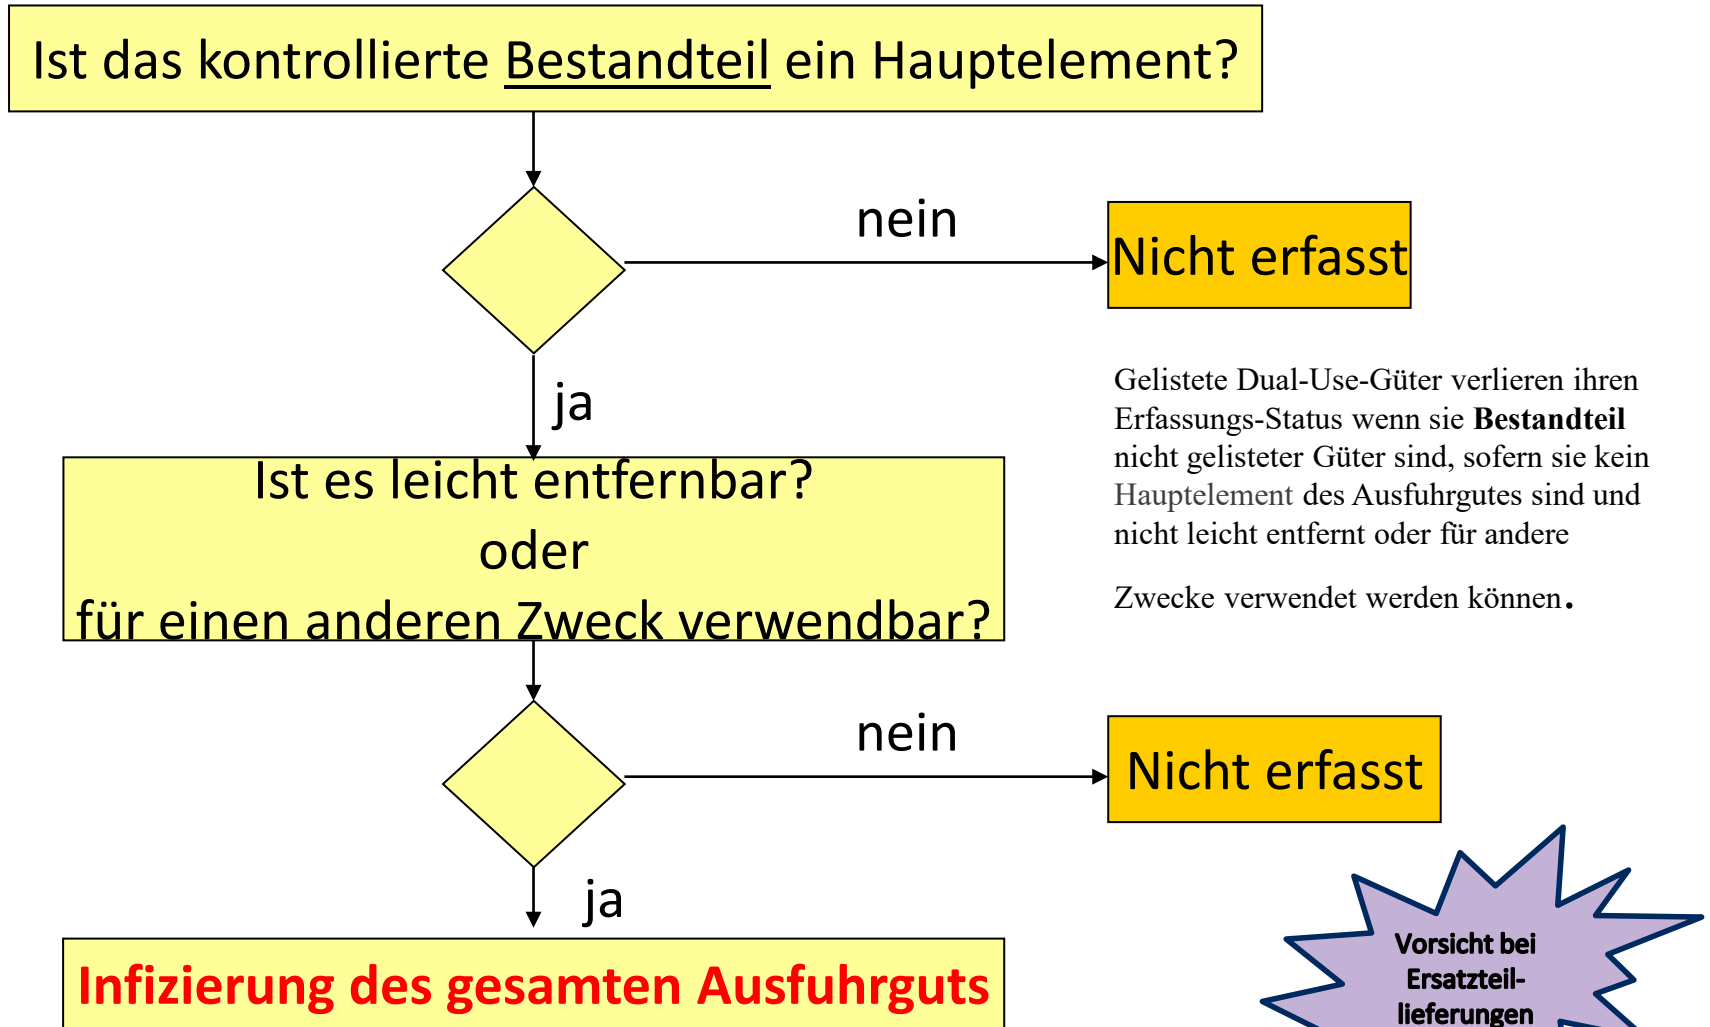 Ist das kontrollierte Bestandteil ein Hauptelement?
nein
Nicht erfasst
ja
Gelistete Dual-Use-Güter verlieren ihren
Erfassungs-Status wenn sie Bestandteil
nicht gelisteter Güter sind, sofern sie kein
Hauptelement des Ausfuhrgutes sind und
nicht leicht entfernt oder für andere
Zwecke verwendet werden können.
Ist es leicht entfernbar?
oder
für einen anderen Zweck verwendbar?
nein
Nicht erfasst
ja
Infizierung des gesamten Ausfuhrguts
Vorsicht bei
Ersatzteil-
lieferungen